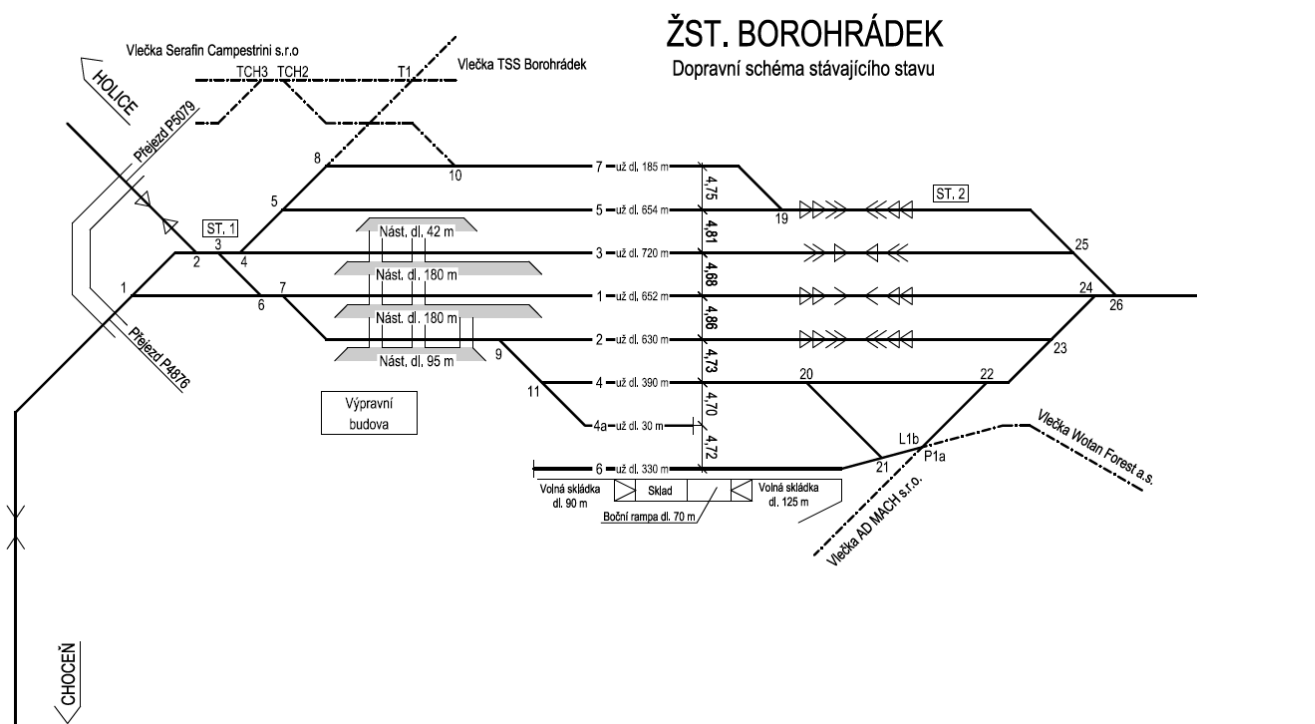 ŽST. BOROHRÁDEK
Dopravní schéma stávajícího stavu
Vlečka Serafin Campestrini s.r.o
Vlečka TSS Borohrádek
TCH3
TCH2
T1
HOLICE
Přejezd P5079
8
10
7
už dl. 185 m
4,75
5
5
už dl. 654 m
19
ST. 2
ST. 1
Nást. dl. 42 m
4,81
25
2
3
4
3
už dl. 720 m
Nást. dl. 180 m
4,68
1
6
7
1
už dl. 652 m
24
26
Nást. dl. 180 m
4,86
Přejezd P4876
2
už dl. 630 m
23
Nást. dl. 95 m
9
4,73
11
4
už dl. 390 m
20
22
Výpravní
budova
4,70
4a
už dl. 30 m
Vlečka Wotan Forest a.s.
L1b
P1a
4,72
21
6
už dl. 330 m
Volná skládka
dl. 90 m
Sklad
Volná skládka
dl. 125 m
Boční rampa dl. 70 m
Vlečka AD MACH s.r.o.
CHOCEŇ